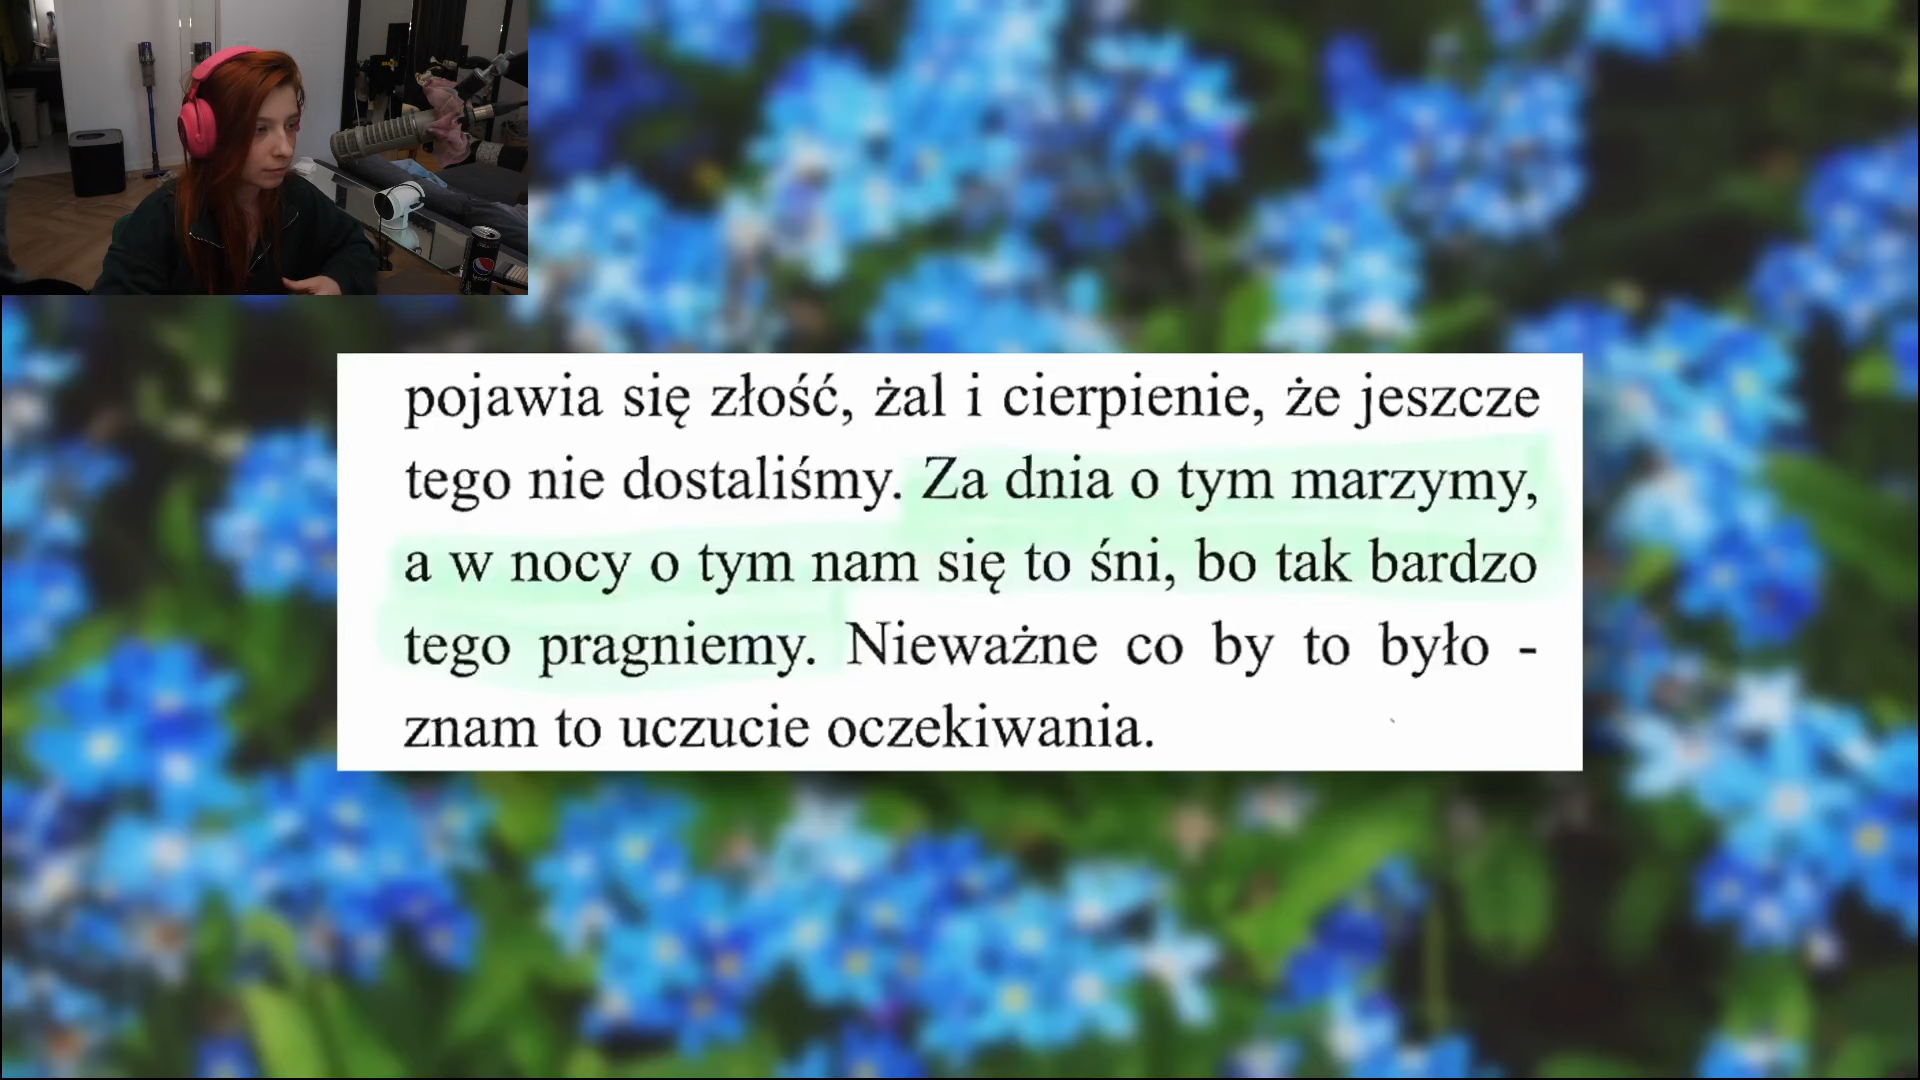 pojawia się złość, żal i cierpienie, że jeszcze
tego nie dostaliśmy. Za dnia o tym marzymy,
a w nocy o tym nam się to śni, bo tak bardzo
tego pragniemy. Nieważne co by to było -
znam to uczucie oczekiwania.